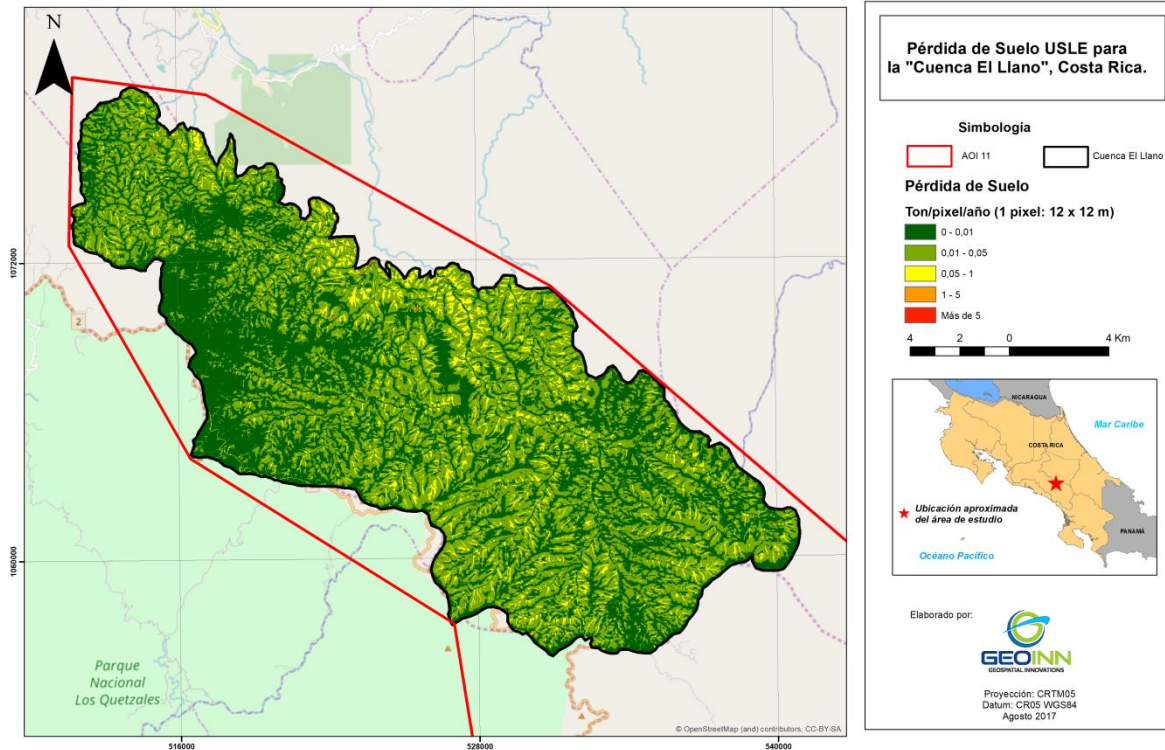 N
1072000
1060000
516000
528000
540000
2
Parque
Nacional
Los Quetzales
© OpenStreetMap (and) contributors, CC-BY-SA
Pérdida de Suelo USLE para
la "Cuenca El Llano", Costa Rica.
Simbología
AOI 11
Cuenca El Llano
Pérdida de Suelo
Ton/pixel/año (1 pixel: 12 x 12 m)
0 - 0,01
0,01 - 0,05
0,05 - 1
1 - 5
Más de 5
4 2 0 4 Km
NICARAGUA
Mar Caribe
COSTA RICA
Ubicación aproximada
del área de estudio
PANAMÁ
Océano Pacífico
Elaborado por:
GEOINN
GEOSPATIAL INNOVATIONS
Proyección: CRTM05
Datum: CR05 WGS84
Agosto 2017